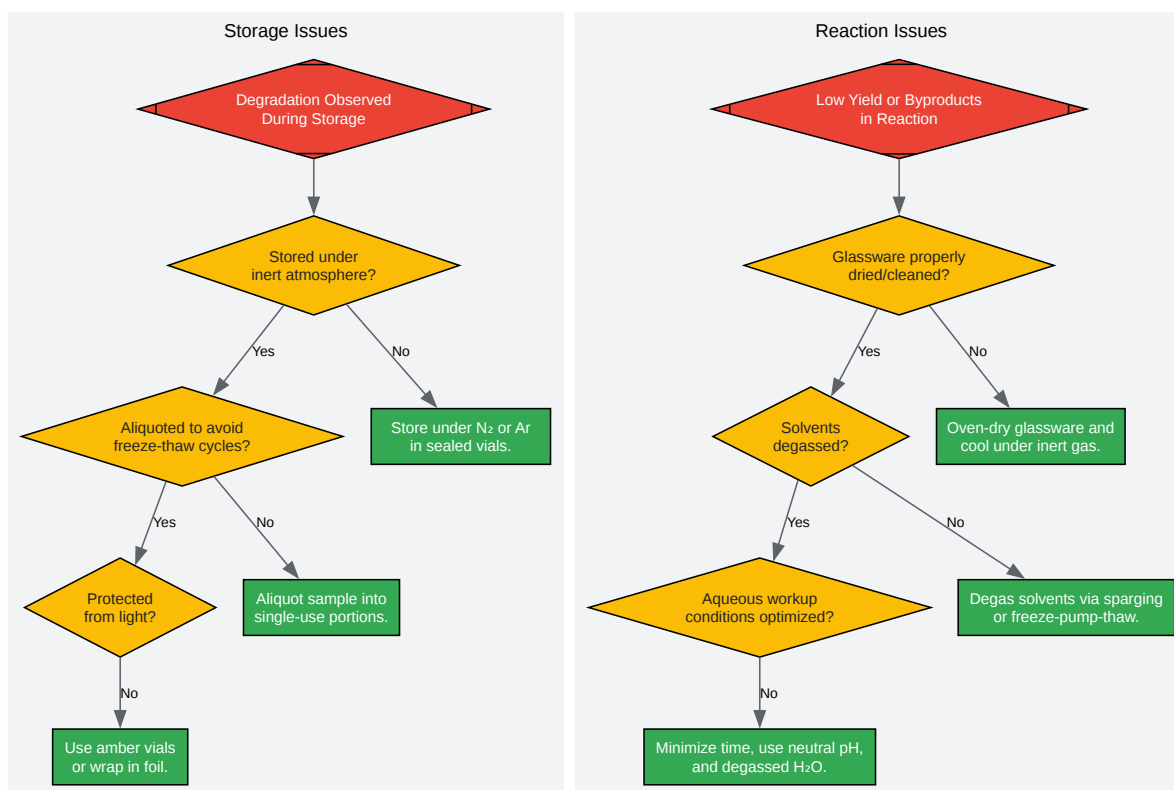 Storage Issues
Degradation Observed
During Storage
Stored under
inert atmosphere?
Yes
No
Aliquoted to avoid
freeze-thaw cycles?
Store under N₂ or Ar
in sealed vials.
Yes
No
Protected
from light?
Aliquot sample into
single-use portions.
No
Use amber vials
or wrap in foil.
Reaction Issues
Low Yield or Byproducts
in Reaction
Glassware properly
dried/cleaned?
Yes
No
Solvents
degassed?
Oven-dry glassware and
cool under inert gas.
Yes
No
Aqueous workup
conditions optimized?
Degas solvents via sparging
or freeze-pump-thaw.
No
Minimize time, use neutral pH,
and degassed H₂O.